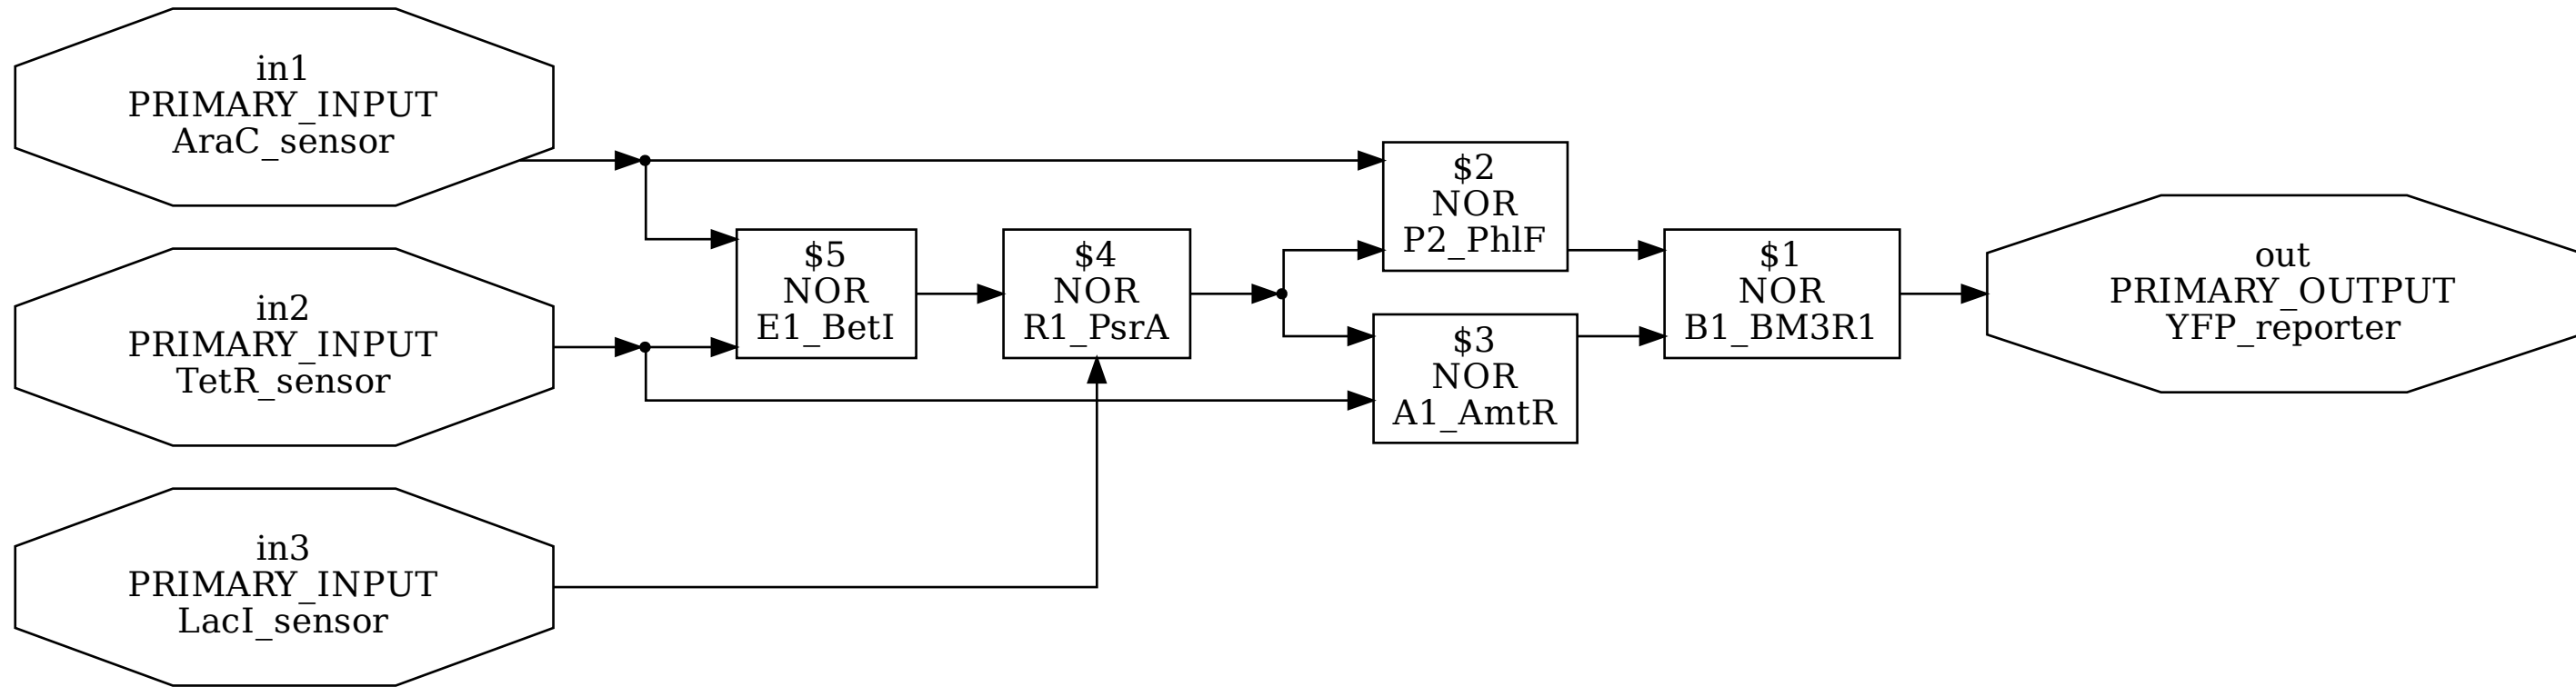 in1
PRIMARY_INPUT
AraC_sensor
in2
PRIMARY_INPUT
TetR_sensor
in3
PRIMARY_INPUT
LacI_sensor
$5
NOR
E1_BetI
$4
NOR
R1_PsrA
$2
NOR
P2_PhlF
$3
NOR
A1_AmtR
$1
NOR
B1_BM3R1
out
PRIMARY_OUTPUT
YFP_reporter